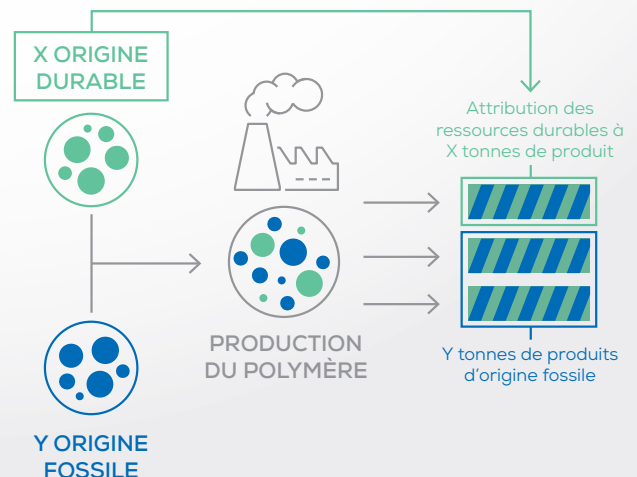 X ORIGINE
DURABLE
Attribution des
ressources durables à
X tonnes de produit
PRODUCTION
DU POLYMÈRE
Y tonnes de produits
d’origine fossile
Y ORIGINE
FOSSILE